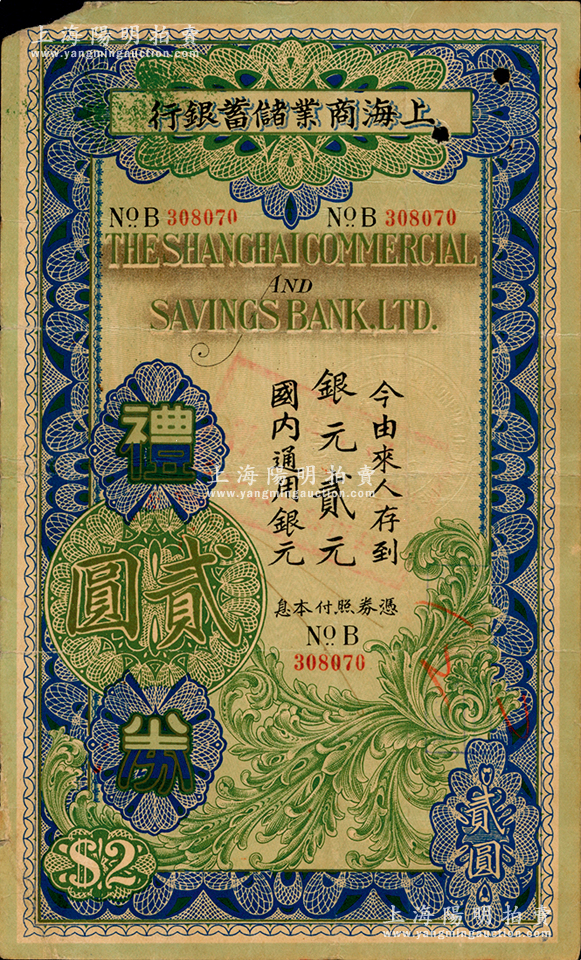 上海陽明拍賣
www.yangmingauction.com
上海商業儲蓄銀行
No. B 308070
No. B 308070
THE SHANGHAI COMMERCIAL
AND
SAVINGS BANK, LTD.
今由來人存到
銀元貳元
國内通用銀元
憑券照付本息
No. B
308070
禮
貳圓
券
$2
貳圓
上海陽明拍賣
www.yangmingauction.com
上海陽明拍賣
www.yangmingauction.com